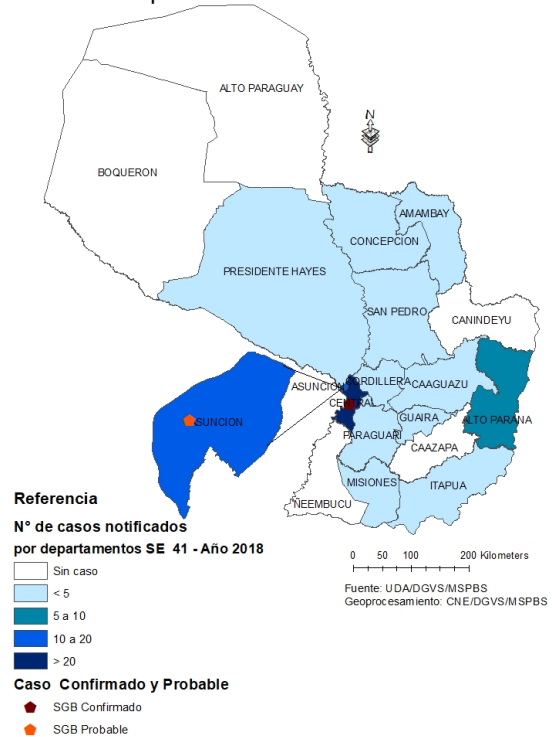 ALTO PARAGUAY
N
BOQUERON
AMAMBAY
CONCEPCION
PRESIDENTE HAYES
SAN PEDRO
CANINDEYU
ASUNCION
CORDILLERA
CAAGUAZU
CENTRAL
SUNCION
GUAIRA
ALTO PARANA
PARAGUARI
CAAZAPA
MISIONES
ITAPUA
NEEMBUCU
Referencia
N° de casos notificados
por departamentos SE 41 - Año 2018
Sin caso
< 5
5 a 10
10 a 20
> 20
Caso Confirmado y Probable
SGB Confirmado
SGB Probable
0 50 100 200 Kilometers
Fuente: UDA/DGVS/MSPBS
Geoprocesamiento: CNE/DGVS/MSPBS